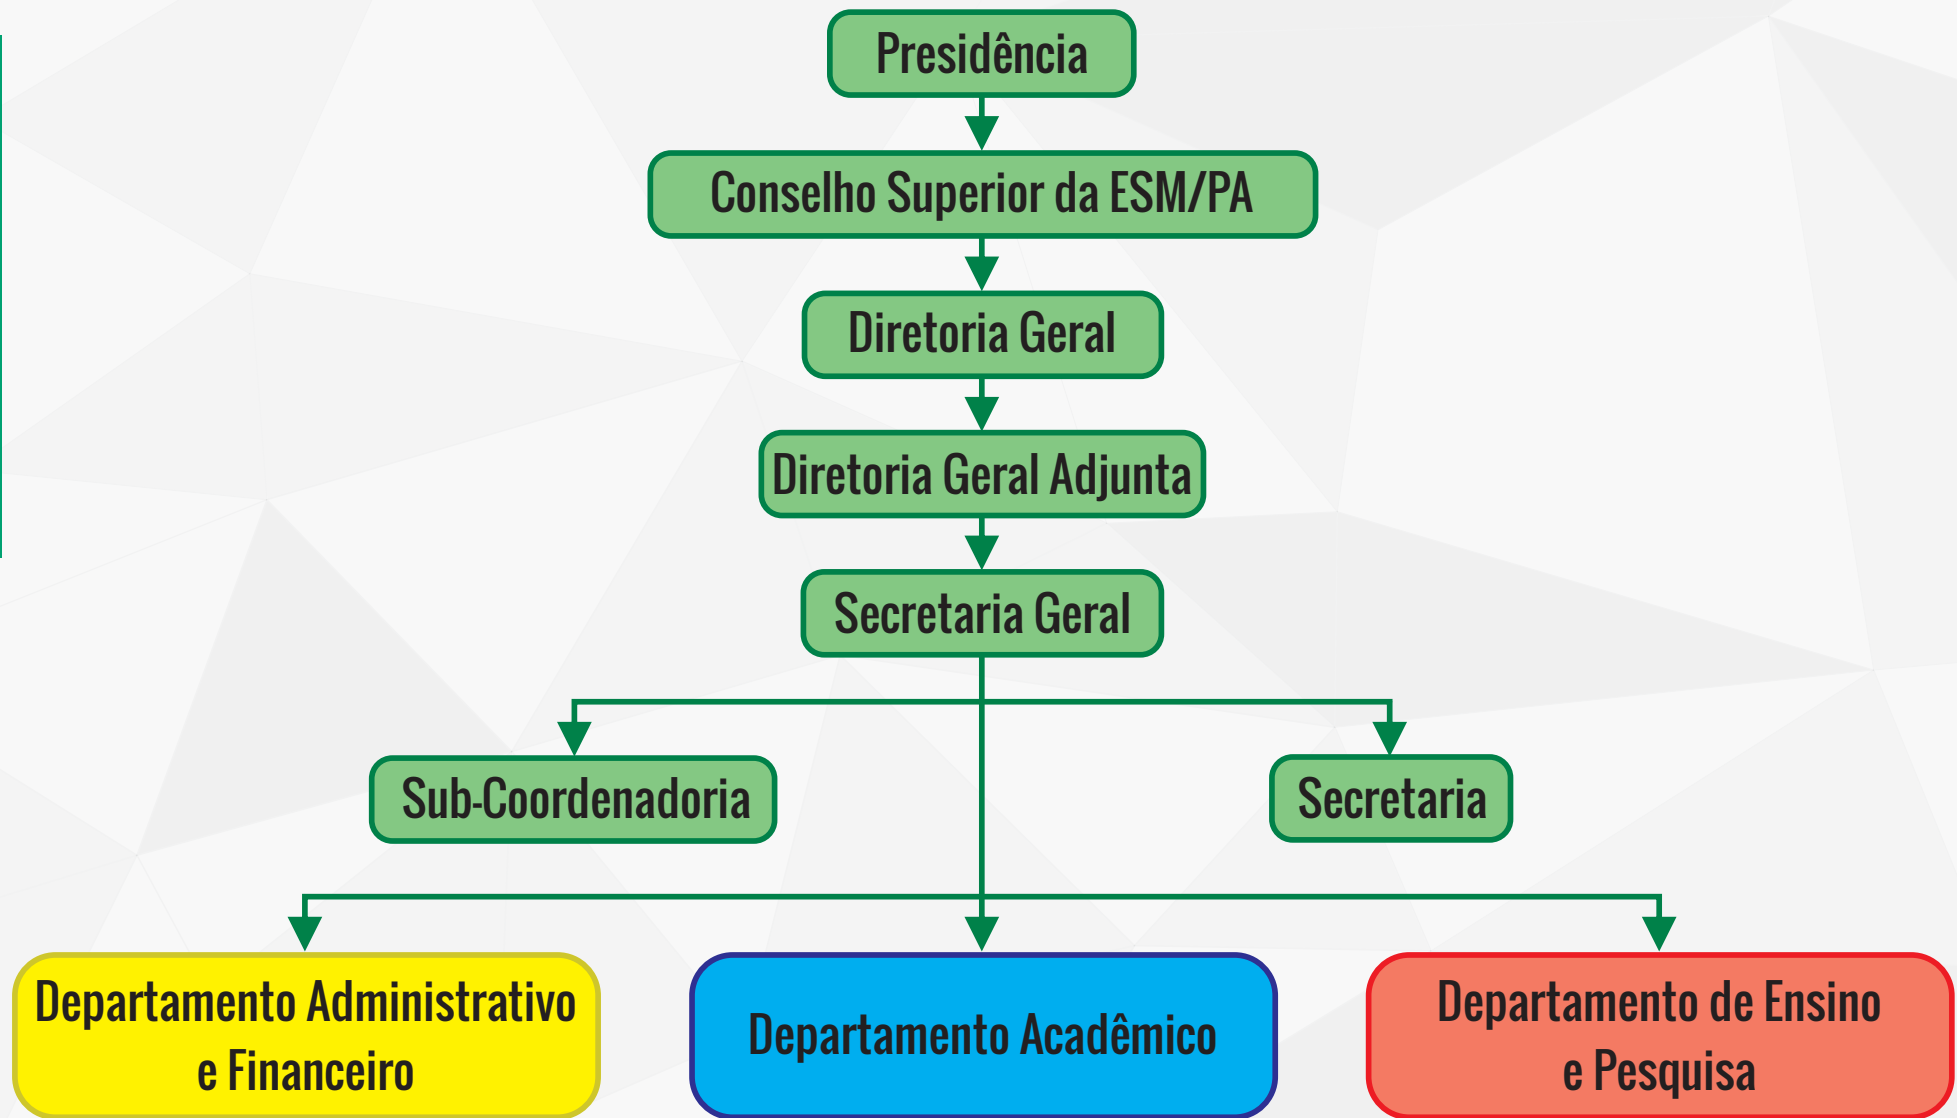 Presidência
Conselho Superior da ESM/PA
Diretoria Geral
Diretoria Geral Adjunta
Secretaria Geral
Sub-Coordenadoria
Secretaria
Departamento Administrativo
e Financeiro
Departamento Acadêmico
Departamento de Ensino
e Pesquisa